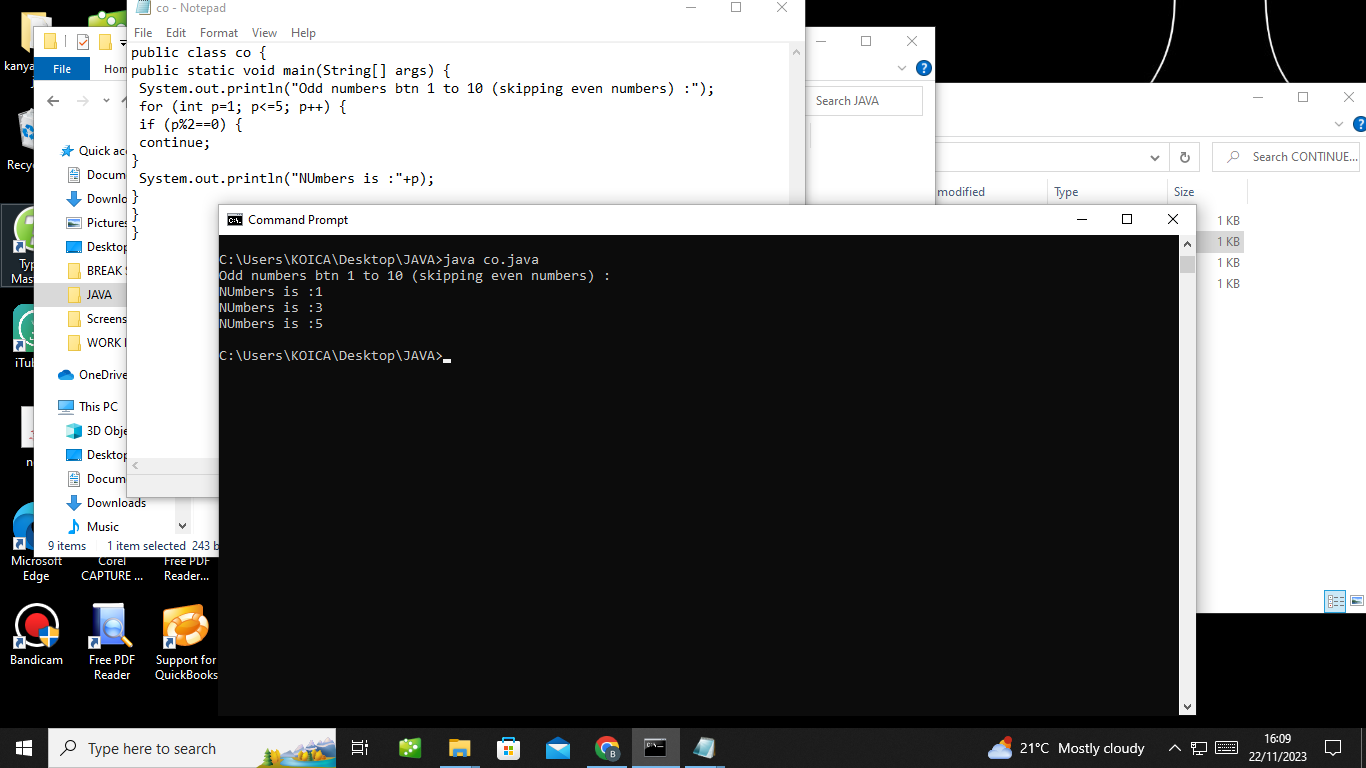 co - Notepad
File Edit Format View Help
public class co {
public static void main(String[] args) {
System.out.println("Odd numbers btn 1 to 10 (skipping even numbers) :");
for (int p=1; p<=5; p++) {
if (p%2==0) {
continue;
}
System.out.println("NUmbers is :"+p);
}
}
}
File Hom
Search JAVA
Quick acc
Docum
Downlo
Pictures
Desktop
BREAK S
JAVA
Screens
WORK
OneDrive
This PC
3D Obje
Desktop
Docum
Downloads
Music
9 items 1 item selected 243 b
Search CONTINUE...
modified Type Size
1 KB
1 KB
1 KB
1 KB
Command Prompt
C:\Users\KOICA\Desktop\JAVA>java co.java
Odd numbers btn 1 to 10 (skipping even numbers) :
NUmbers is :1
NUmbers is :3
NUmbers is :5
C:\Users\KOICA\Desktop\JAVA>
kanya
Recyc
Typ
Mast
iTub
Microsoft
Edge
Corel
CAPTURE ...
Free PDF
Reader...
Bandicam
Free PDF
Reader
Support for
QuickBooks
Type here to search
21°C Mostly cloudy
16:09
22/11/2023